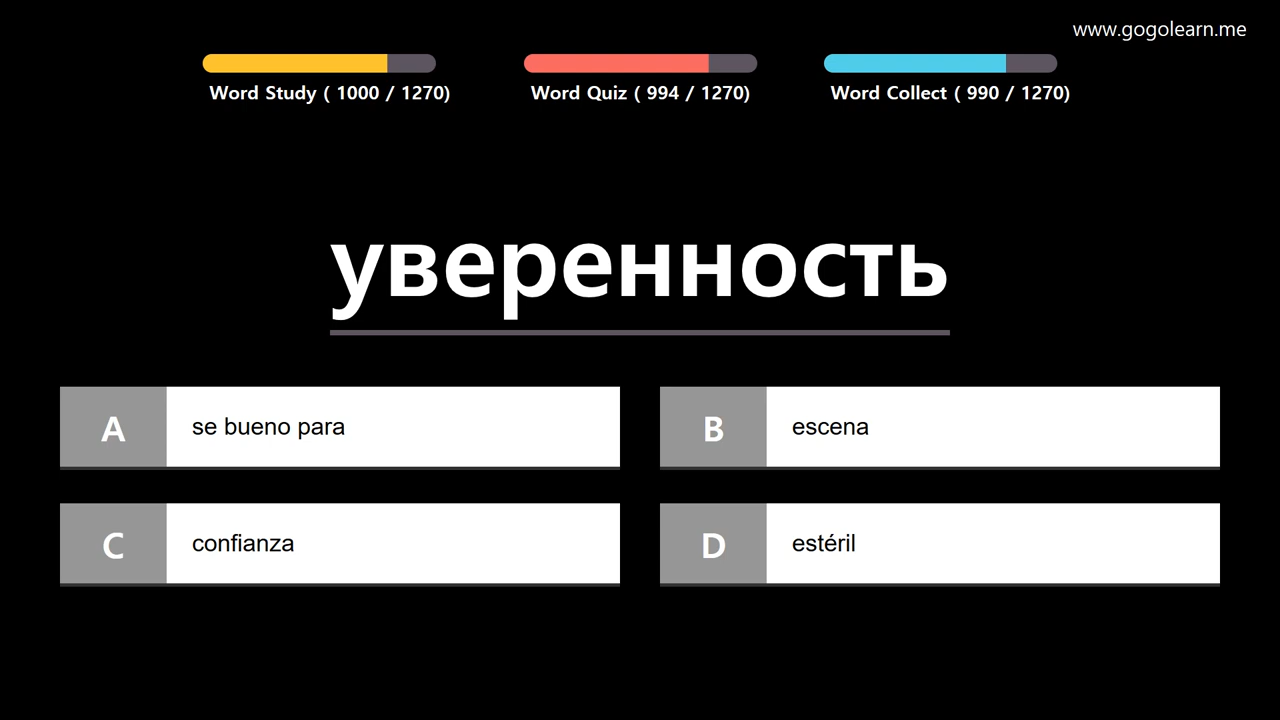 www.gogolearn.me
Word Study ( 1000 / 1270)
Word Quiz ( 994 / 1270)
Word Collect ( 990 / 1270)
уверенность
A se bueno para
B escena
C confianza
D estéril